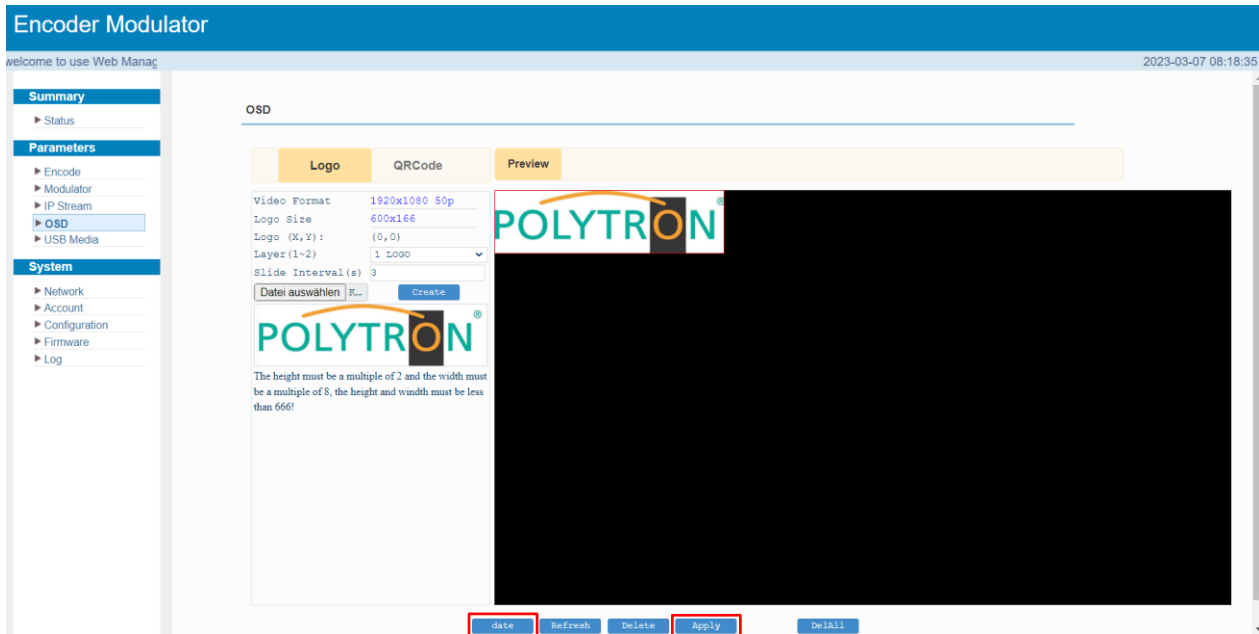 Encoder Modulator
welcome to use Web Manag
2023-03-07 08:18:35
Summary
Status
Parameters
Encode
Modulator
IP Stream
OSD
USB Media
System
Network
Account
Configuration
Firmware
Log
OSD
Logo QRCode Preview
Video Format 1920x1080 50p
Logo Size 600x166
Logo (X,Y): (0,0)
Layer(1~2) 1 LOGO
Slide Interval(s) 3
Datei auswählen K… Create
POLYTRON®
The height must be a multiple of 2 and the width must
be a multiple of 8, the height and windth must be less
than 666!
POLYTRON®
date Refresh Delete Apply DelAll